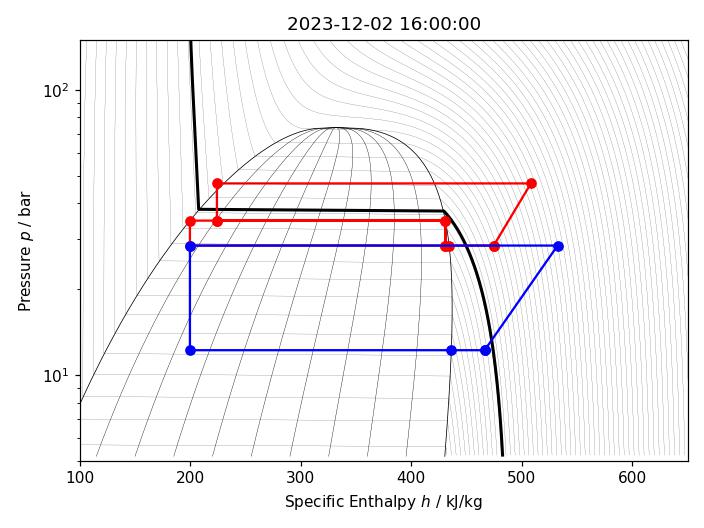 2023-12-02 16:00:00
10²
10¹
Pressure p / bar
100 200 300 400 500 600
Specific Enthalpy h / kJ/kg